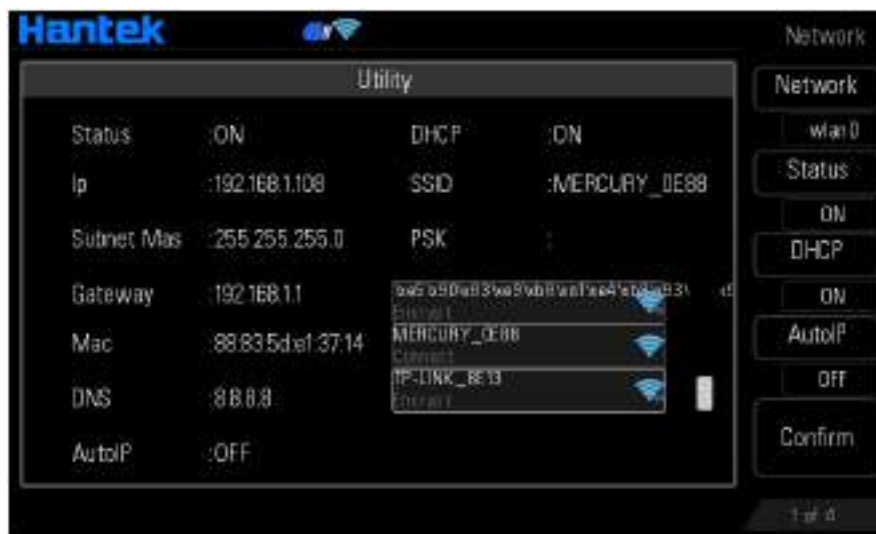 Hantek
Network
Utility
Network
wlan0
Status :ON DHCP :ON
Status
Ip :192.168.1.108 SSID :MERCURY_0E88
ON
Subnet Mas :255.255.255.0 PSK :
DHCP
Gateway :192.168.1.1
ON
Encrypt
Mac :88:83:5d:e1:37:14
MERCURY_0E88
AutoIP
Connect
TP-LINK_8E13
OFF
DNS :8.8.8.8
Encrypt
Confirm
AutoIP :OFF
1 of 4